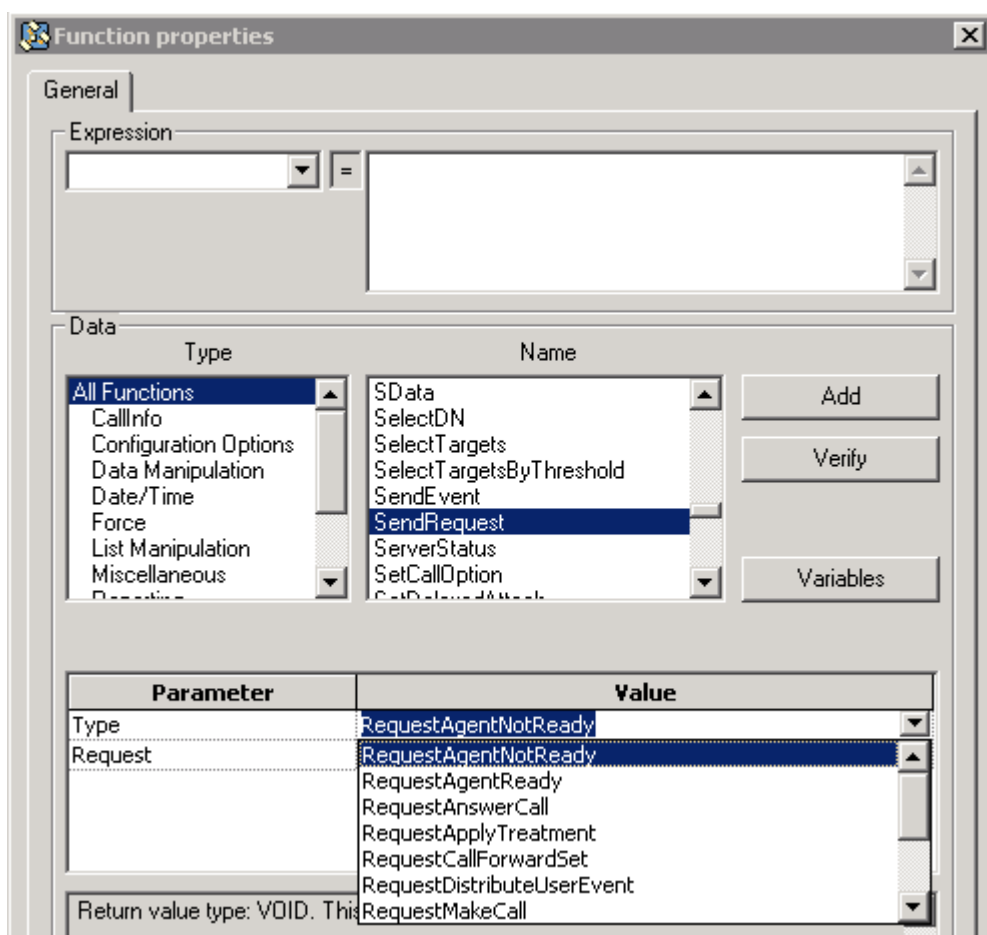 Function properties
General
Expression
=
Data
Type
Name
All Functions
CallInfo
Configuration Options
Data Manipulation
Date/Time
Force
List Manipulation
Miscellaneous
SData
SelectDN
SelectTargets
SelectTargetsByThreshold
SendEvent
SendRequest
ServerStatus
SetCallOption
Add
Verify
Variables
Parameter
Value
Type
RequestAgentNotReady
Request
RequestAgentNotReady
RequestAgentReady
RequestAnswerCall
RequestApplyTreatment
RequestCallForwardSet
RequestDistributeUserEvent
RequestMakeCall
Return value type: VOID.